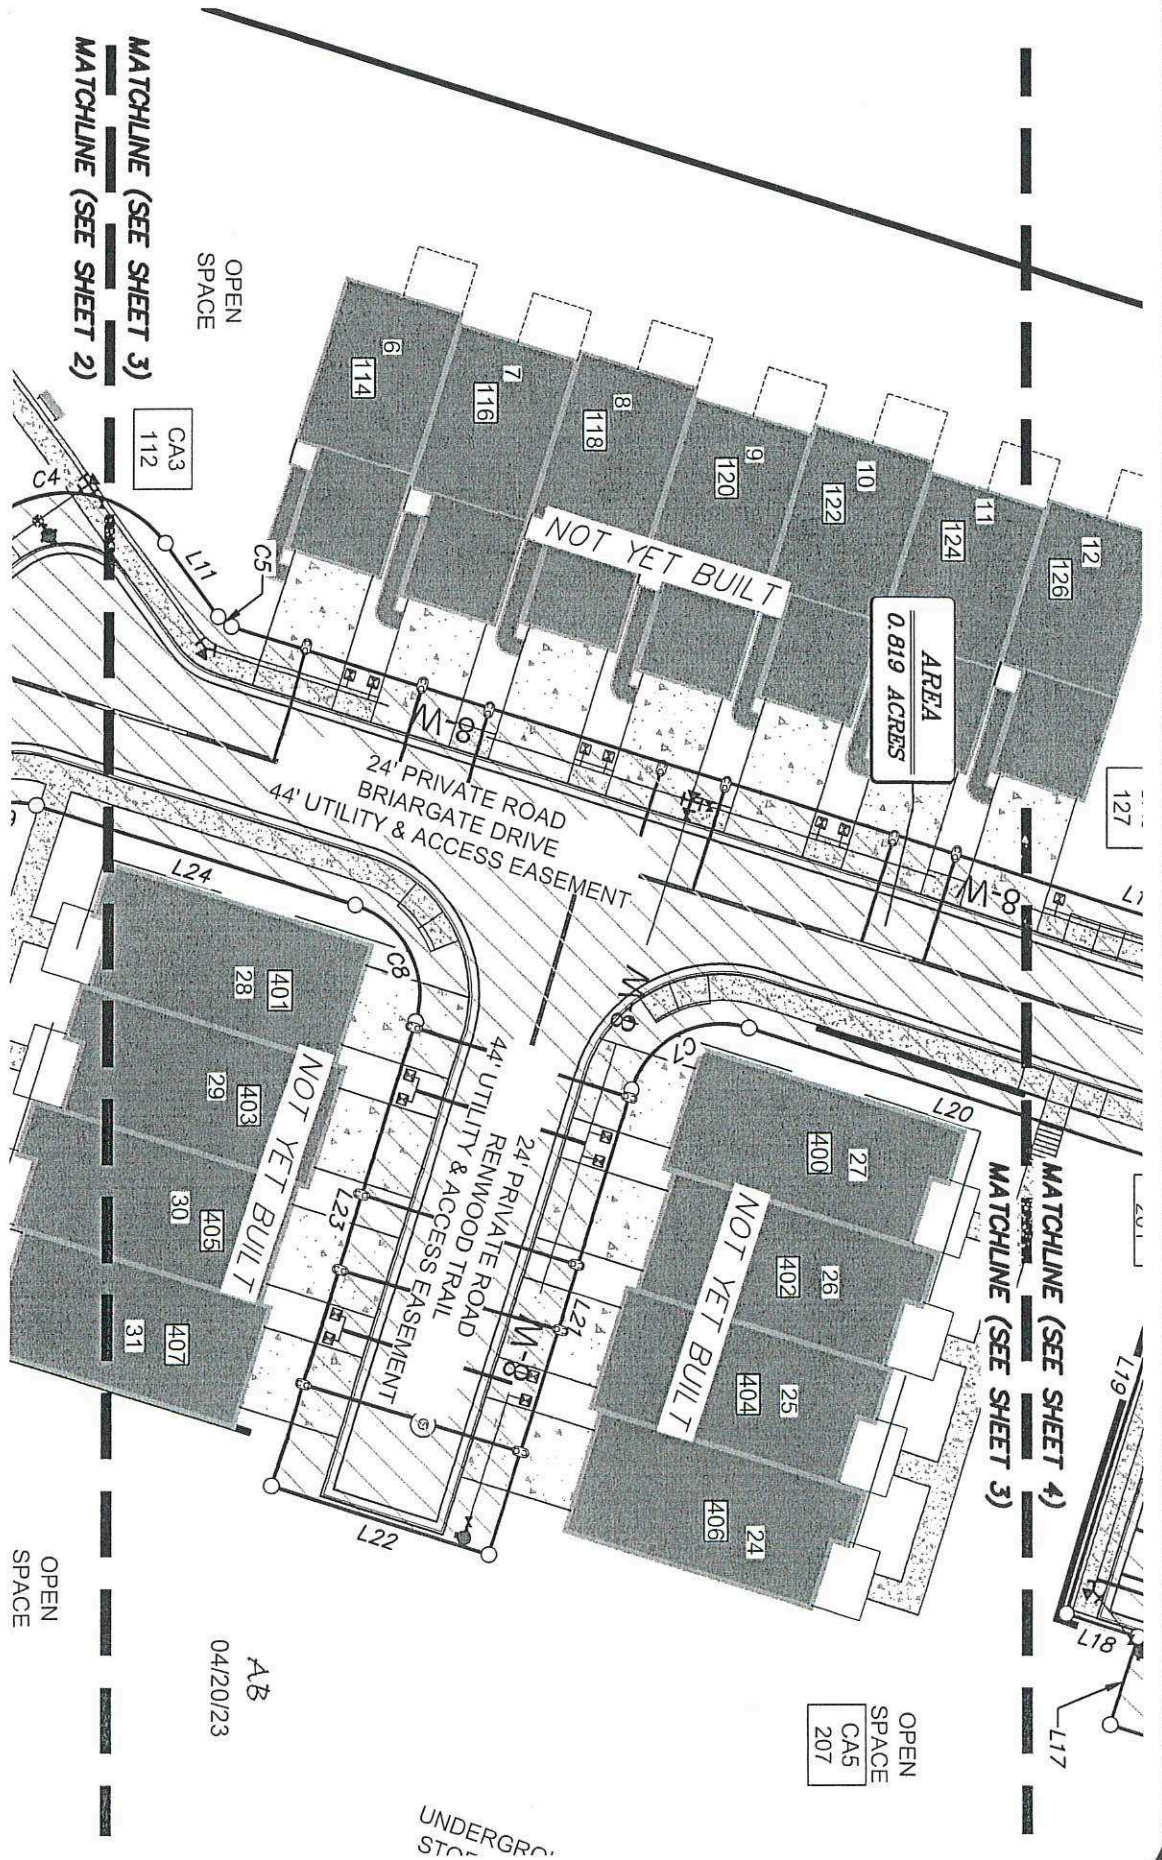 MATCHLINE (SEE SHEET 3)
MATCHLINE (SEE SHEET 2)
OPEN
SPACE
CA3
112
C4
L11
C5
6
114
7
116
8
118
9
120
10
122
11
124
12
126
NOT YET BUILT
AREA
0.819 ACRES
127
W-8
24' PRIVATE ROAD
BRIARGATE DRIVE
44' UTILITY & ACCESS EASEMENT
W-8
L24
C8
401
28
403
29
405
30
407
31
NOT YET BUILT
44' UTILITY & ACCESS EASEMENT
RENWOOD TRAIL
24' PRIVATE ROAD
L23
L21
L22
W-8
W-8
C7
L20
27
400
26
402
25
404
24
406
NOT YET BUILT
MATCHLINE (SEE SHEET 4)
MATCHLINE (SEE SHEET 3)
L19
L18
L17
OPEN
SPACE
CA5
207
OPEN
SPACE
AB
04/20/23